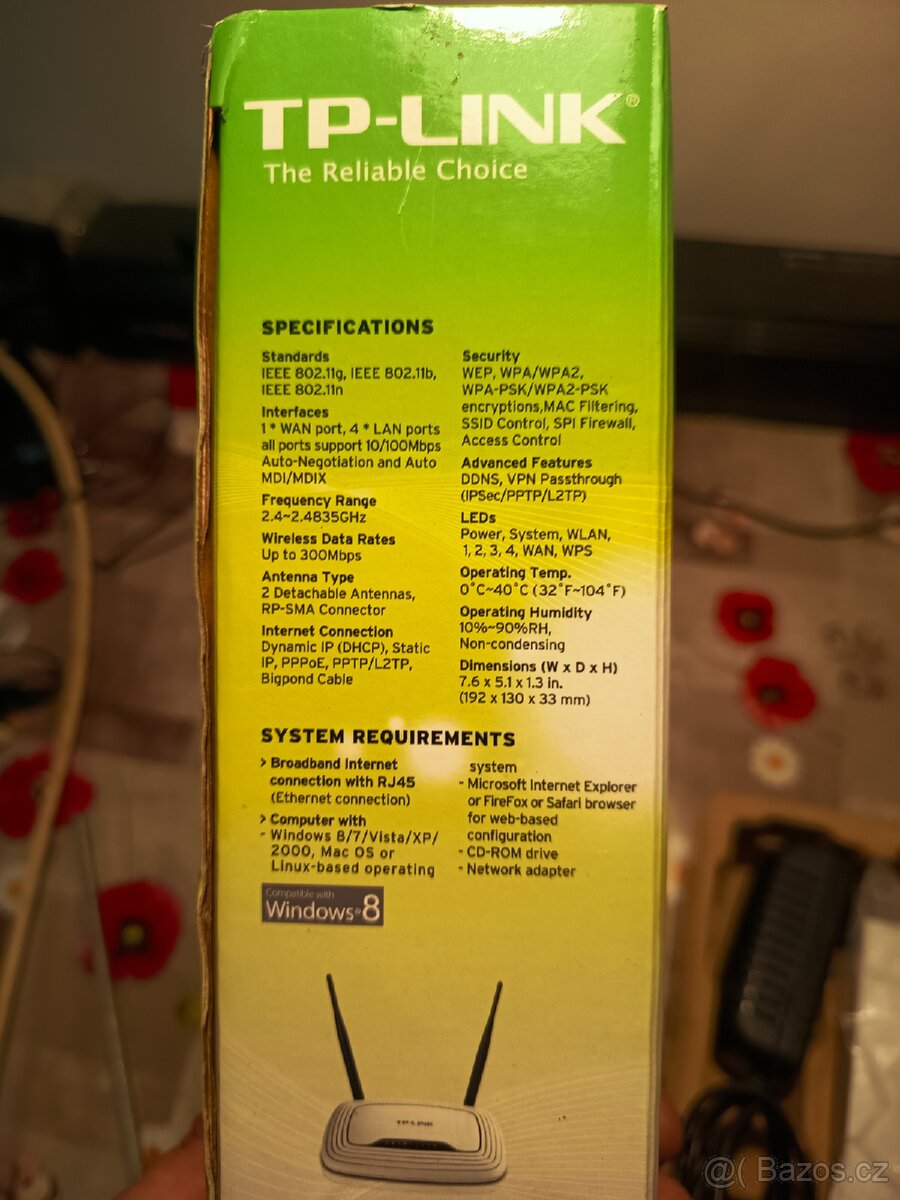 TP-LINK®
The Reliable Choice
SPECIFICATIONS
Standards
IEEE 802.11g, IEEE 802.11b,
IEEE 802.11n
Interfaces
1 * WAN port, 4 * LAN ports
all ports support 10/100Mbps
Auto-Negotiation and Auto
MDI/MDIX
Frequency Range
2.4~2.4835GHz
Wireless Data Rates
Up to 300Mbps
Antenna Type
2 Detachable Antennas,
RP-SMA Connector
Internet Connection
Dynamic IP (DHCP), Static
IP, PPPoE, PPTP/L2TP,
Bigpond Cable
Security
WEP, WPA/WPA2,
WPA-PSK/WPA2-PSK
encryptions,MAC Filtering,
SSID Control, SPI Firewall,
Access Control
Advanced Features
DDNS, VPN Passthrough
(IPSec/PPTP/L2TP)
LEDs
Power, System, WLAN,
1, 2, 3, 4, WAN, WPS
Operating Temp.
0°C~40°C (32°F~104°F)
Operating Humidity
10%~90%RH,
Non-condensing
Dimensions (W x D x H)
7.6 x 5.1 x 1.3 in.
(192 x 130 x 33 mm)
SYSTEM REQUIREMENTS
> Broadband Internet
connection with RJ45
(Ethernet connection)
> Computer with
- Windows 8/7/Vista/XP/
2000, Mac OS or
Linux-based operating
system
- Microsoft Internet Explorer
or FireFox or Safari browser
for web-based
configuration
- CD-ROM drive
- Network adapter
Compatible with
Windows®8
TP-LINK
@( Bazos.cz